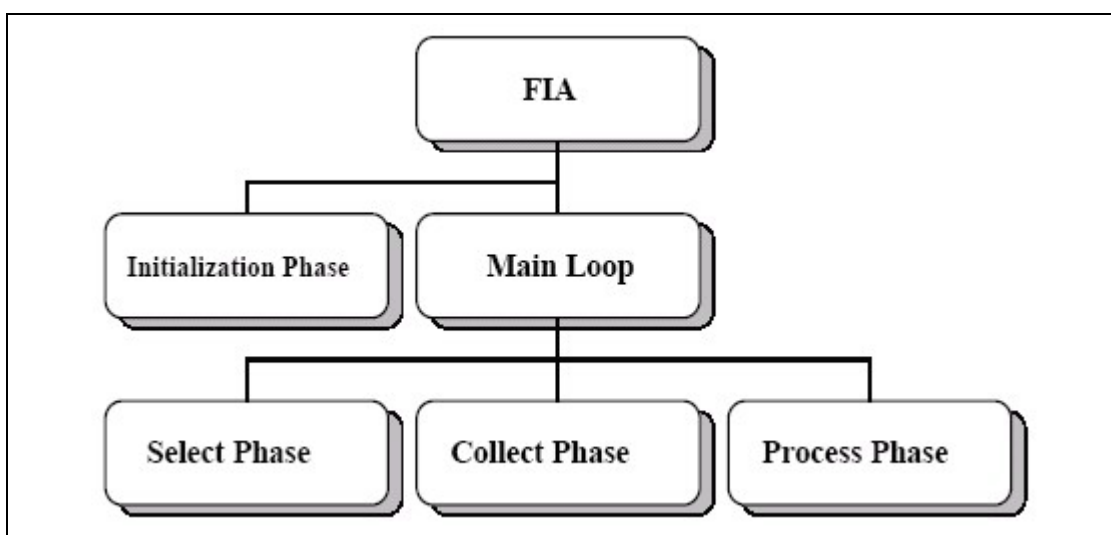 FIA
Initialization Phase
Main Loop
Select Phase
Collect Phase
Process Phase